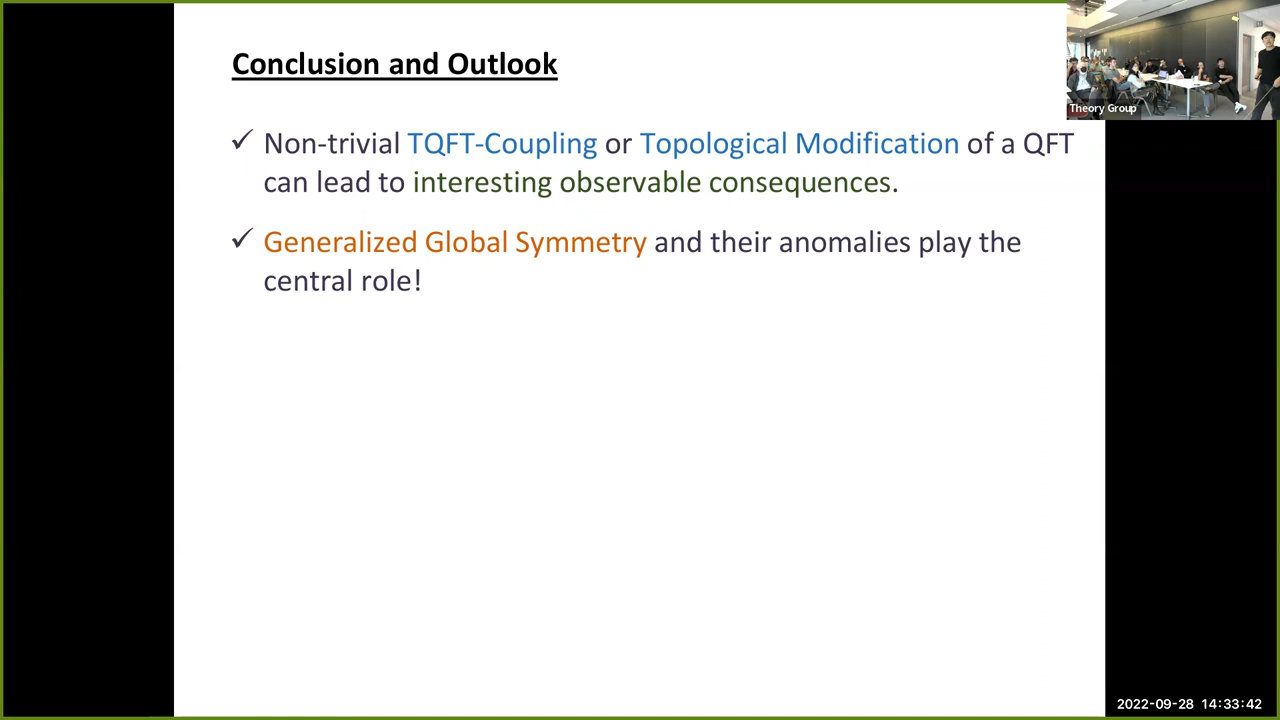 Conclusion and Outlook
✓ Non-trivial TQFT-Coupling or Topological Modification of a QFT
can lead to interesting observable consequences.
✓ Generalized Global Symmetry and their anomalies play the
central role!
Theory Group
2022-09-28 14:33:42